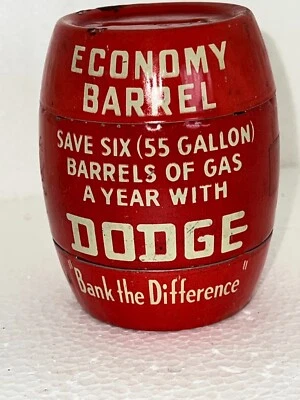 ECONOMY
BARREL
SAVE SIX (55 GALLON)
BARRELS OF GAS
A YEAR WITH
DODGE
"Bank the Difference"